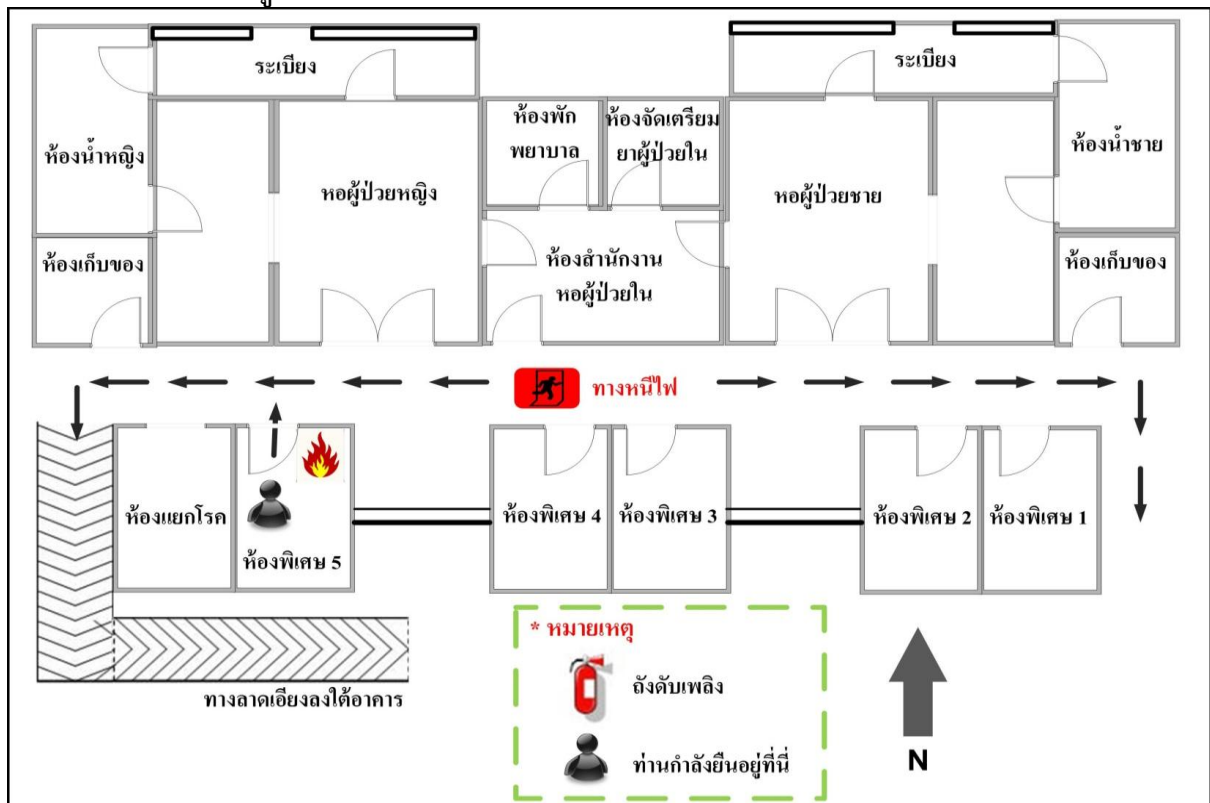 ระเบียง
ระเบียง
ห้องน้ำหญิง
ห้องพัก
พยาบาล
ห้องจัดเตรียม
ยาผู้ป่วยใน
ห้องน้ำชาย
หอผู้ป่วยหญิง
หอผู้ป่วยชาย
ห้องเก็บของ
ห้องสำนักงาน
หอผู้ป่วยใน
ห้องเก็บของ
ทางหนีไฟ
ห้องแยกโรค
ห้องพิเศษ 5
ห้องพิเศษ 4
ห้องพิเศษ 3
ห้องพิเศษ 2
ห้องพิเศษ 1
ทางลาดเอียงลงใต้อาคาร
* หมายเหตุ
ถังดับเพลิง
ท่านกำลังยืนอยู่ที่นี่
N